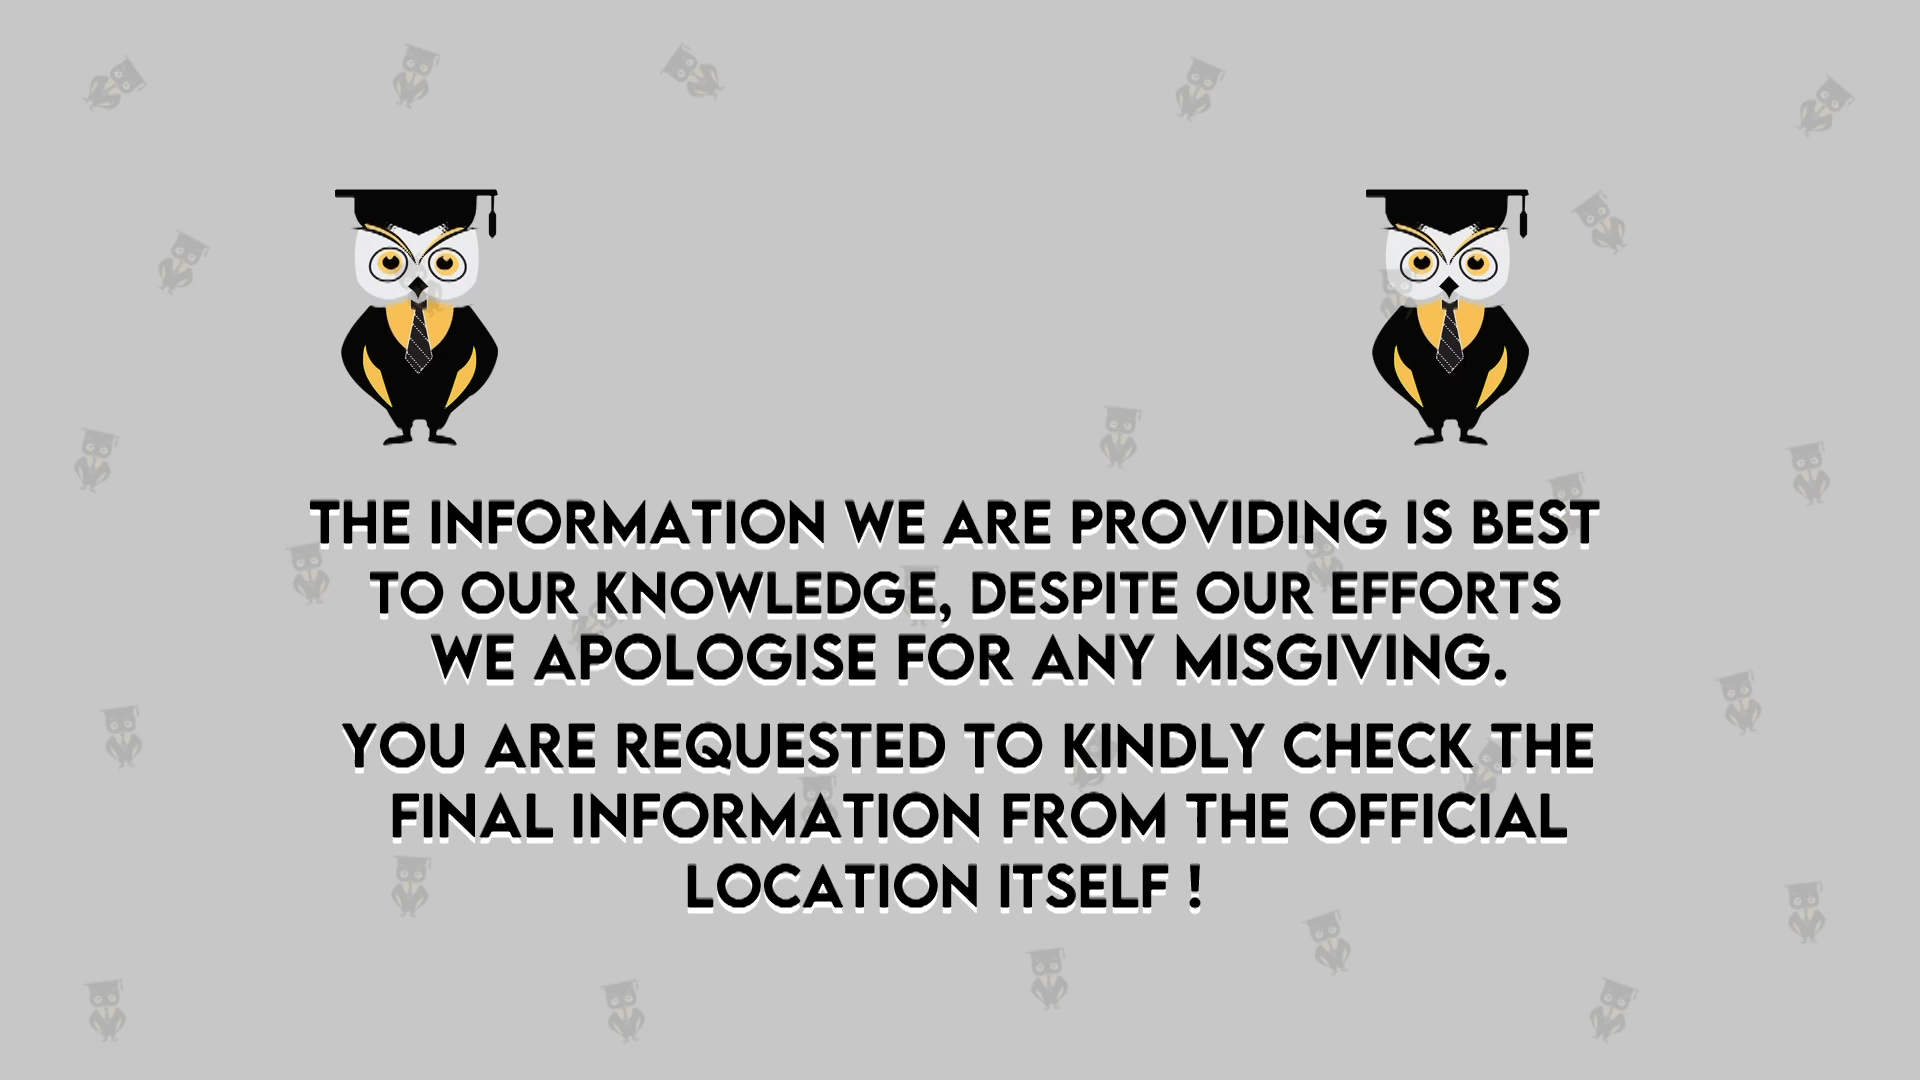 THE INFORMATION WE ARE PROVIDING IS BEST
TO OUR KNOWLEDGE, DESPITE OUR EFFORTS
WE APOLOGISE FOR ANY MISGIVING.
YOU ARE REQUESTED TO KINDLY CHECK THE
FINAL INFORMATION FROM THE OFFICIAL
LOCATION ITSELF !